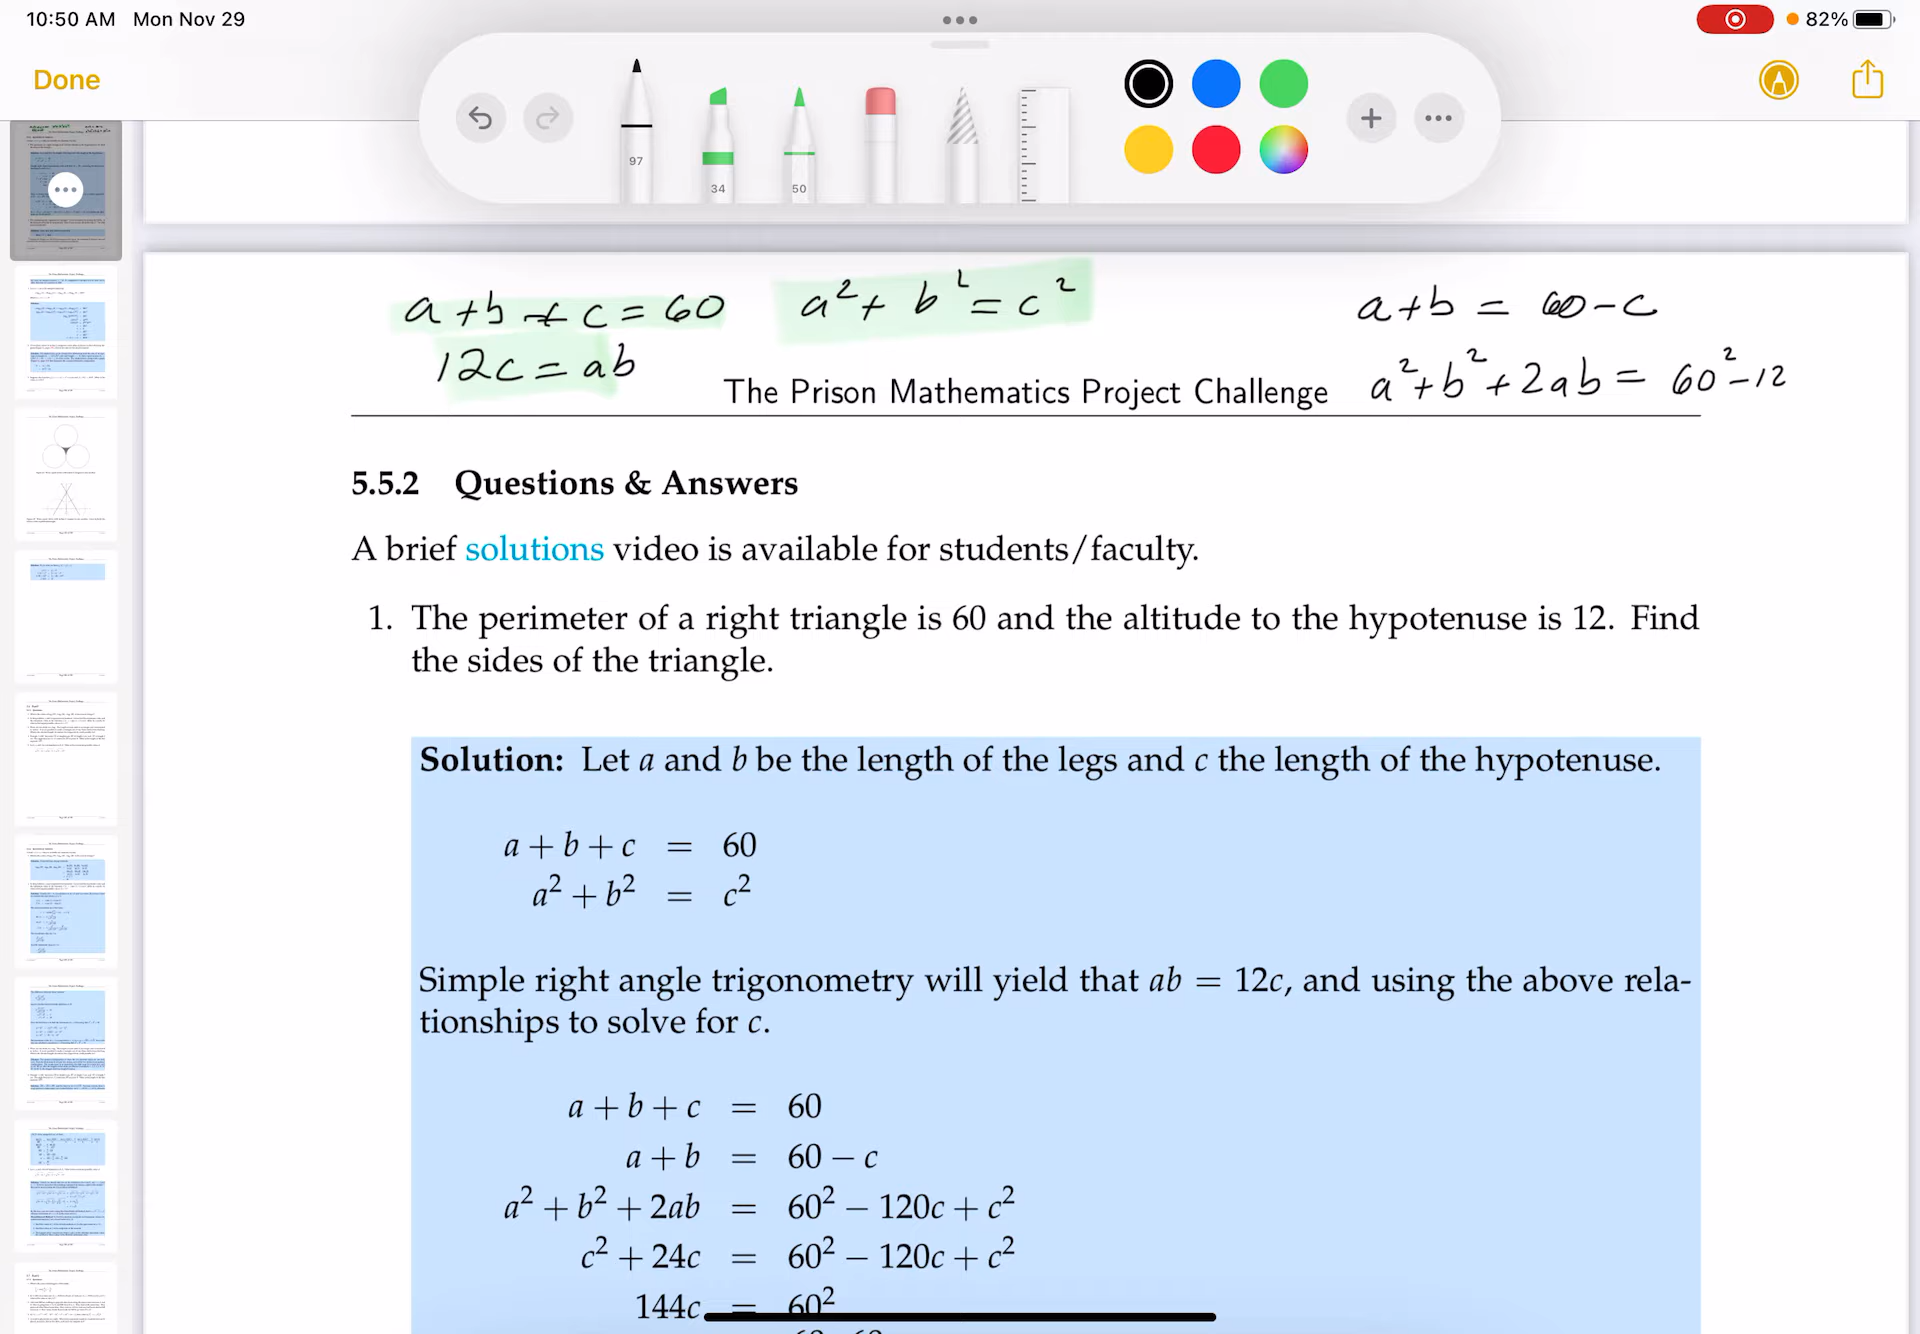 10:50 AM Mon Nov 29
82%
Done
97
34
50
a + b + c = 60
a² + b² = c²
a + b = 60 - c
12c = ab
a² + b² + 2ab = 60² - 12
The Prison Mathematics Project Challenge
5.5.2 Questions & Answers
A brief solutions video is available for students/faculty.
1. The perimeter of a right triangle is 60 and the altitude to the hypotenuse is 12. Find
the sides of the triangle.
Solution: Let a and b be the length of the legs and c the length of the hypotenuse.
a + b + c = 60
a² + b² = c²
Simple right angle trigonometry will yield that ab = 12c, and using the above rela-
tionships to solve for c.
a + b + c = 60
a + b = 60 − c
a² + b² + 2ab = 60² − 120c + c²
c² + 24c = 60² − 120c + c²
144c = 60²